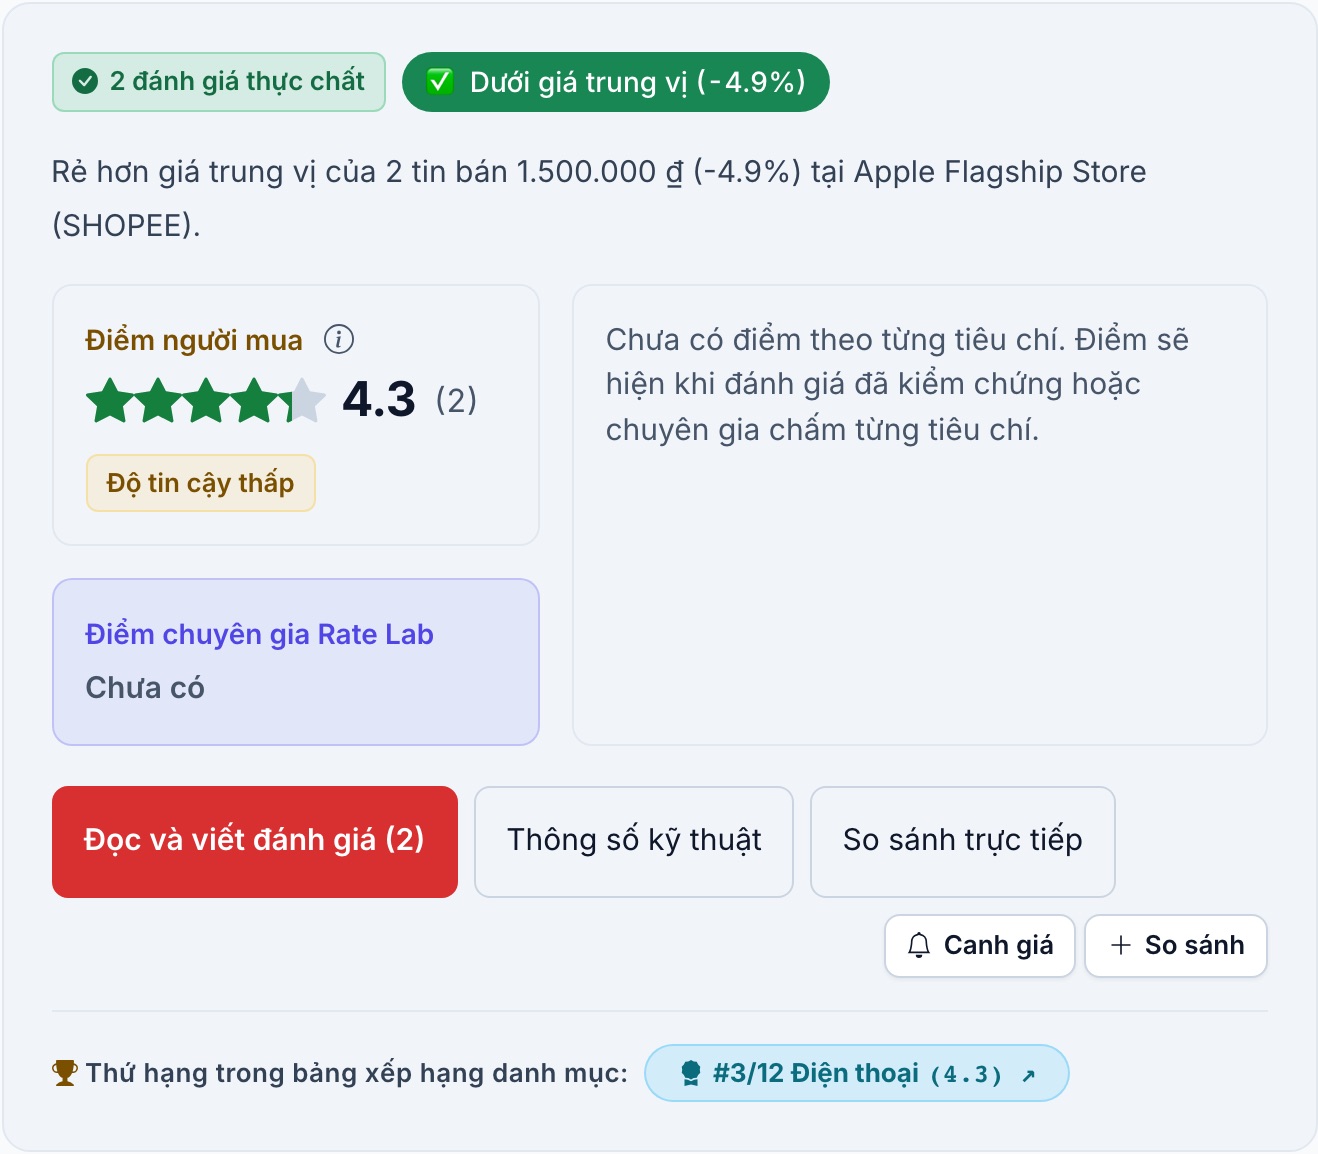 2 đánh giá thực chất
✅ Dưới giá trung vị (-4.9%)
Rẻ hơn giá trung vị của 2 tin bán 1.500.000 ₫ (-4.9%) tại Apple Flagship Store
(SHOPEE).
Điểm người mua
4.3 (2)
Độ tin cậy thấp
Chưa có điểm theo từng tiêu chí. Điểm sẽ
hiện khi đánh giá đã kiểm chứng hoặc
chuyên gia chấm từng tiêu chí.
Điểm chuyên gia Rate Lab
Chưa có
Đọc và viết đánh giá (2)
Thông số kỹ thuật
So sánh trực tiếp
Canh giá
+ So sánh
Thứ hạng trong bảng xếp hạng danh mục:
#3/12 Điện thoại (4.3) ↗